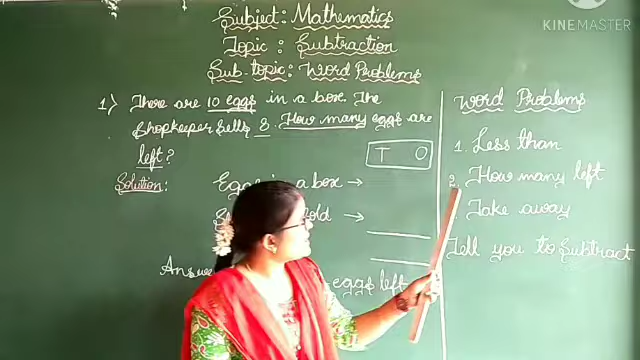 KINEMASTER
Subject: Mathematics
Topic: Subtraction
Sub-topic: Word Problems
1) There are 10 eggs in a box. The
Shopkeeper sells 8. How many eggs are
left?
Solution:
Eggs in a box →
T O
old →
Answe
eggs left
Word Problems
1. Less than
2. How many left
Take away
Tell you to Subtract